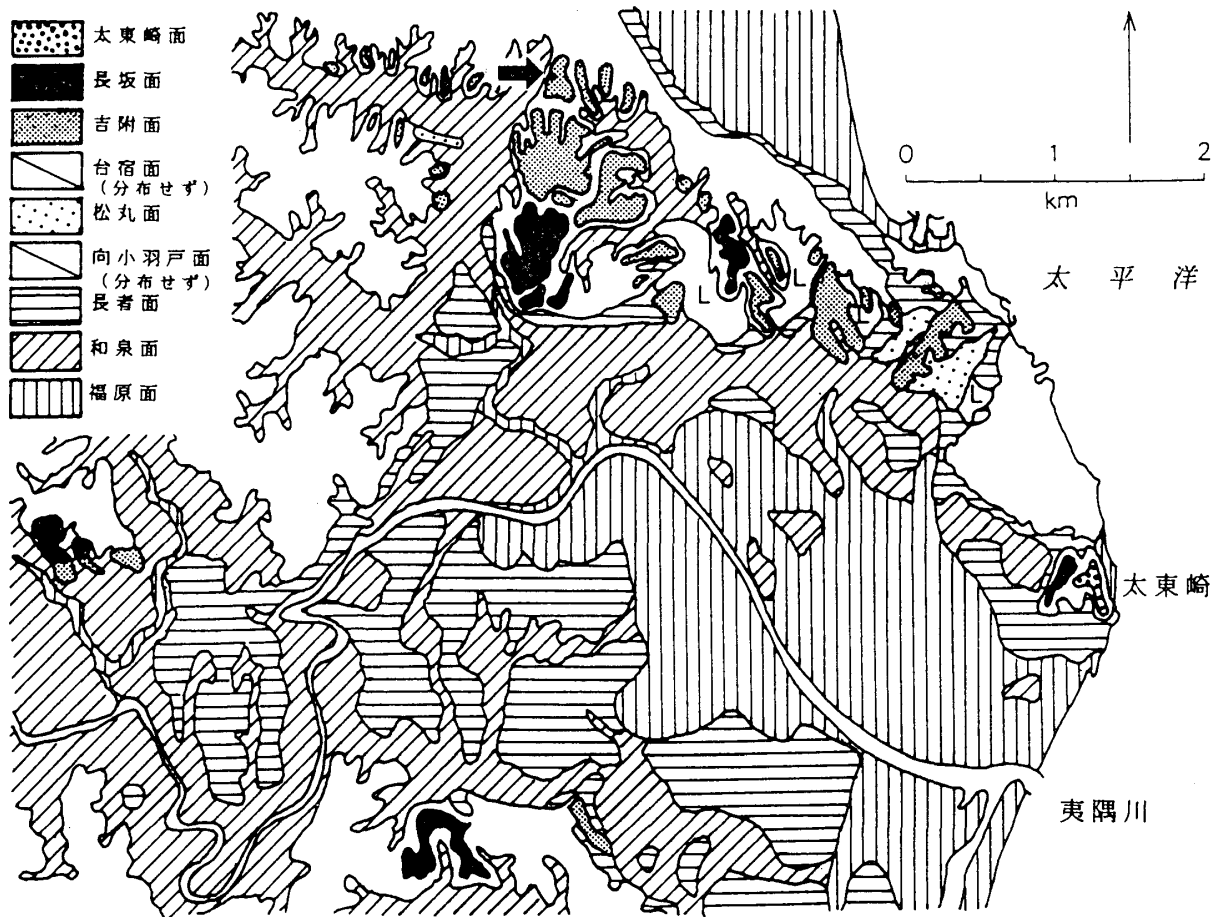 太東崎面
長坂面
吉附面
台宿面
(分布せず)
松丸面
向小羽戸面
(分布せず)
長者面
和泉面
福原面
A
0 1 2
km
太平洋
L
L
L
L
太東崎
夷隅川